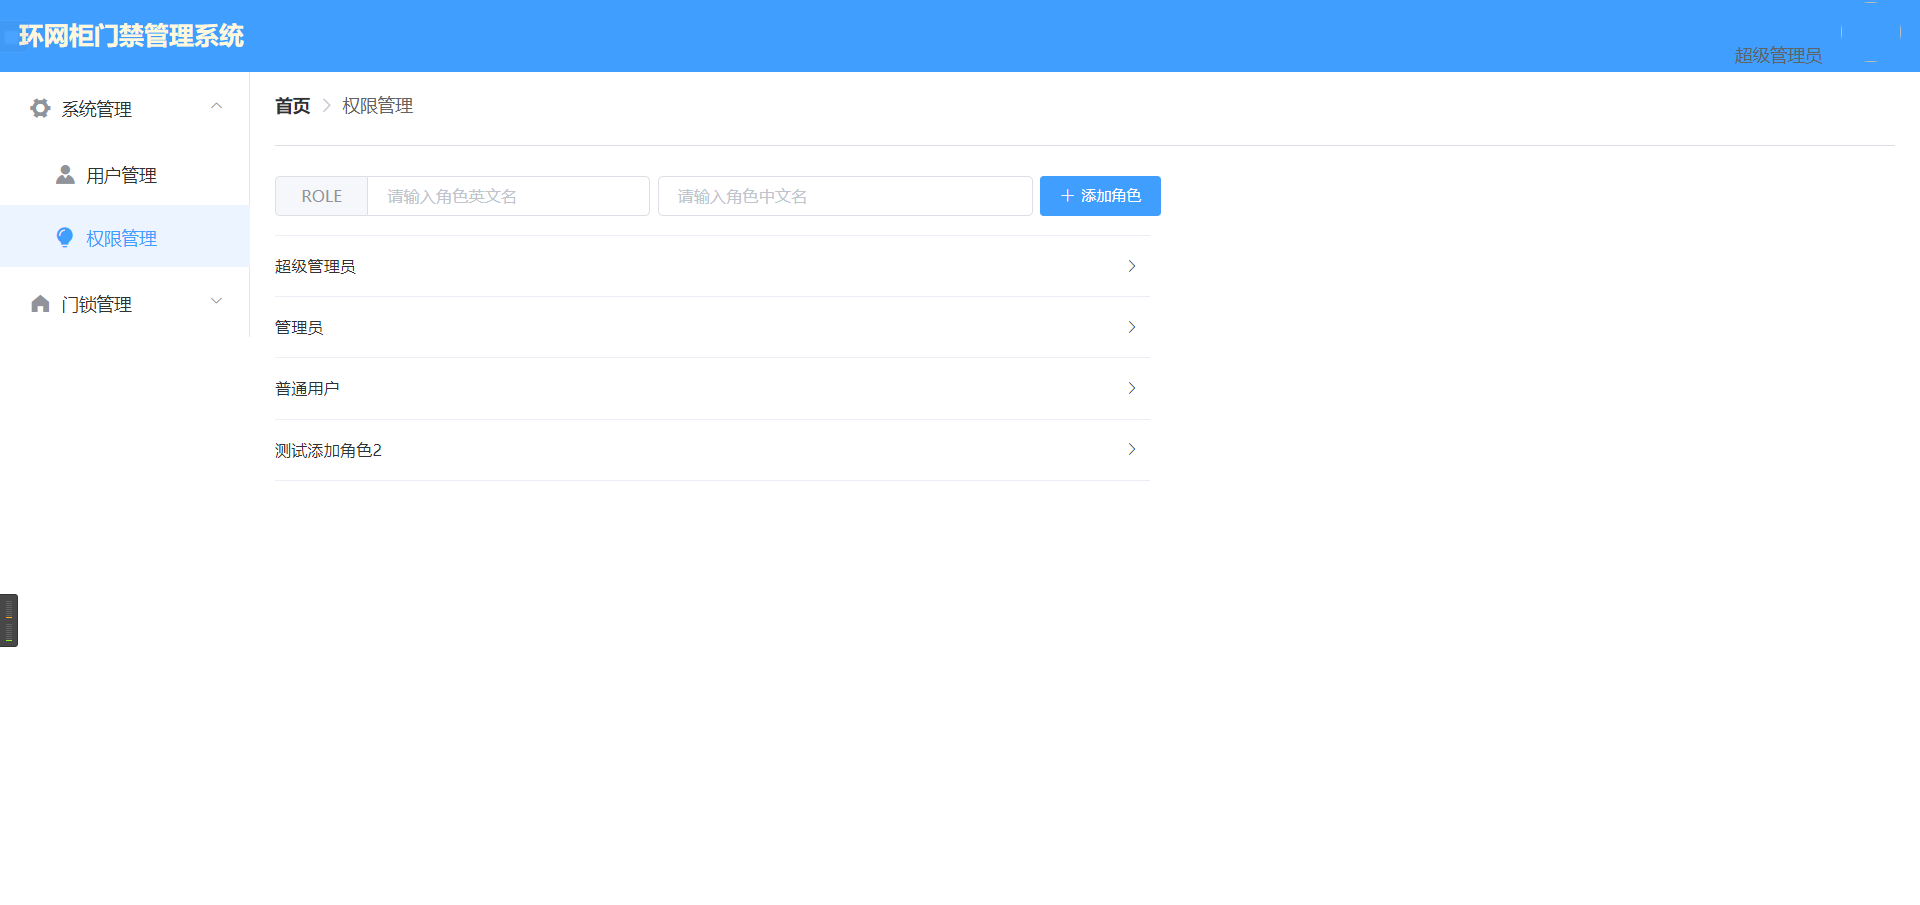 环网柜门禁管理系统
超级管理员
系统管理
用户管理
权限管理
门锁管理
首页 > 权限管理
ROLE 请输入角色英文名 请输入角色中文名 + 添加角色
超级管理员
管理员
普通用户
测试添加角色2